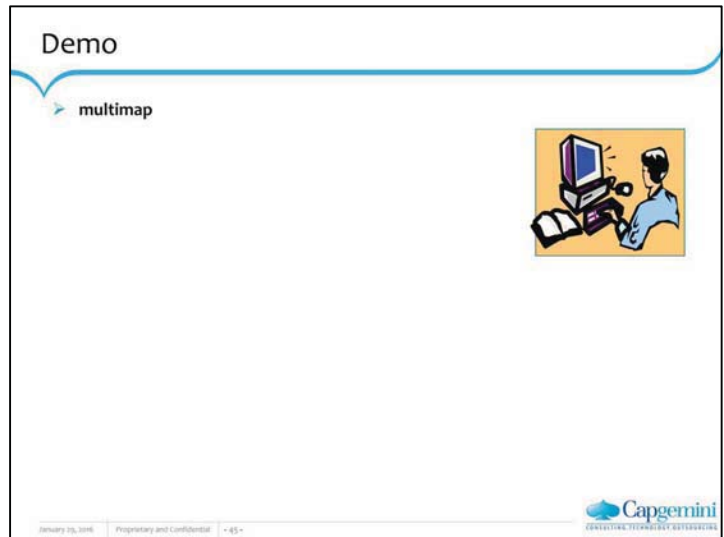 Demo
➢ multimap
January 29, 2016 Proprietary and Confidential - 45 -
Capgemini
CONSULTING.TECHNOLOGY.OUTSOURCING